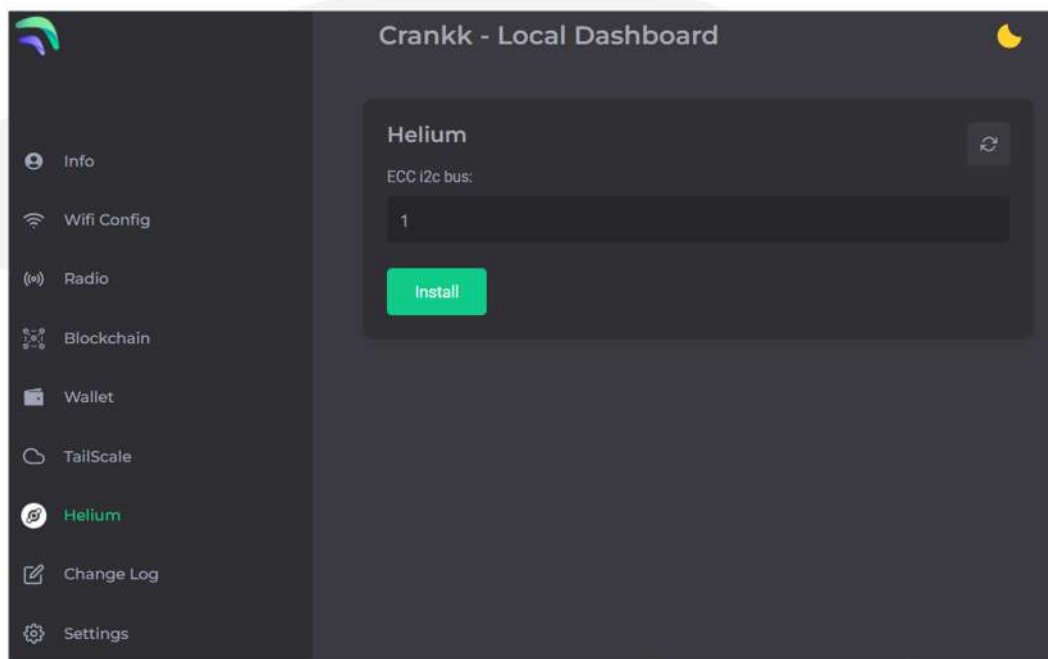 Crankk - Local Dashboard
Info
Wifi Config
Radio
Blockchain
Wallet
TailScale
Helium
Change Log
Settings
Helium
ECC i2c bus:
1
Install